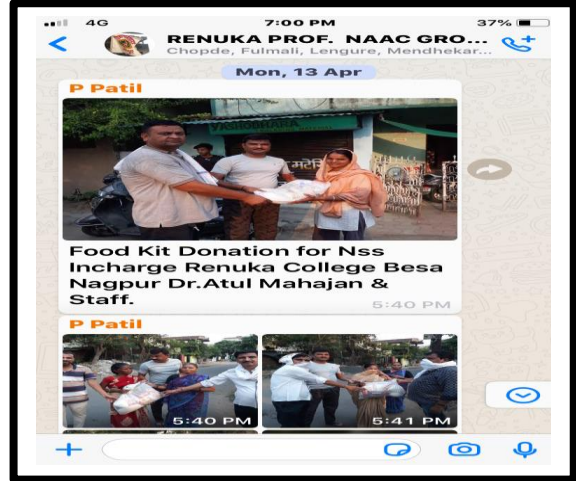 4G
7:00 PM
37%
RENUKA PROF. NAAC GRO...
Chopde, Fulmali, Lengure, Mendhekar...
Mon, 13 Apr
P Patil
YASHODHARA
Food Kit Donation for Nss
Incharge Renuka College Besa
Nagpur Dr.Atul Mahajan &
Staff.
5:40 PM
P Patil
5:40 PM
5:41 PM